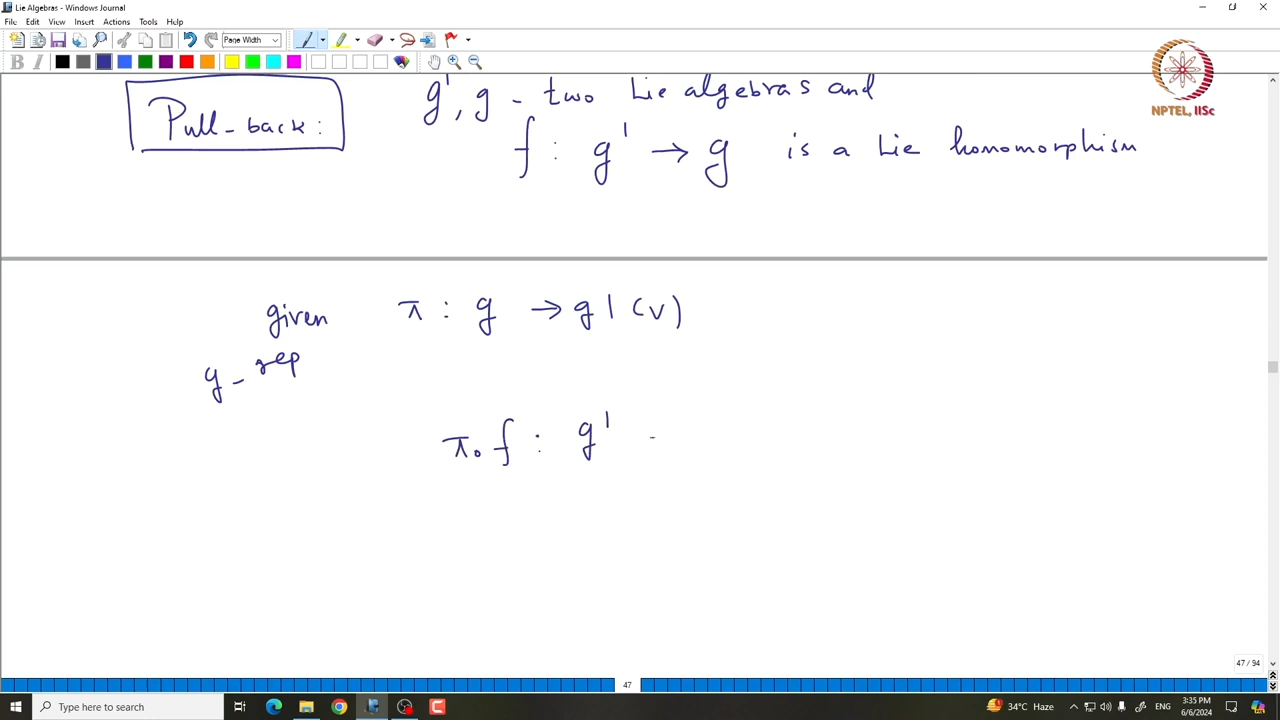 Lie Algebras - Windows Journal
File Edit View Insert Actions Tools Help
Page Width
B I
Pull-back: g', g - two Lie algebras and
f : g' → g is a Lie homomorphism
NPTEL, IISc
given π : g → gl(V)
g - rep
π∘f : g' -
47 / 94
47
Type here to search
34°C Haze
ENG
3:35 PM
6/6/2024